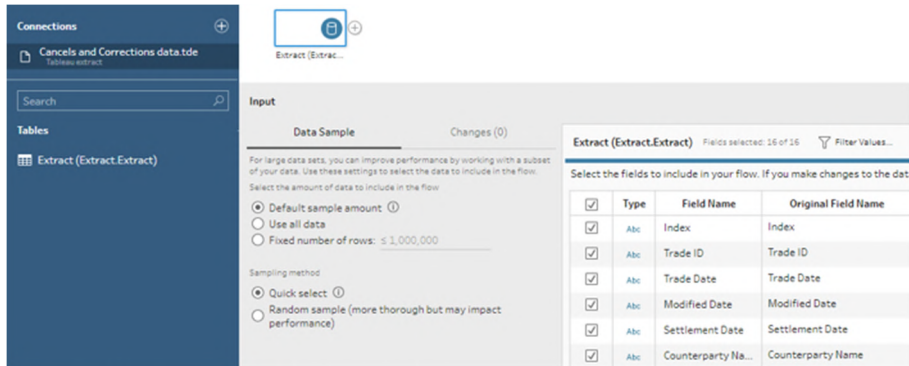 Connections
Cancels and Corrections data.tde
Tableau extract
Search
Tables
Extract (Extract.Extract)
Extract (Extrac...
Input
Data Sample
Changes (0)
For large data sets, you can improve performance by working with a subset
of your data. Use these settings to select the data to include in the flow.
Select the amount of data to include in the flow
Default sample amount
Use all data
Fixed number of rows: ≤ 1,000,000
Sampling method
Quick select
Random sample (more thorough but may impact
performance)
Extract (Extract.Extract) Fields selected: 16 of 16 Filter Values...
Select the fields to include in your flow. If you make changes to the dat
Type Field Name Original Field Name
Abc Index Index
Abc Trade ID Trade ID
Abc Trade Date Trade Date
Abc Modified Date Modified Date
Abc Settlement Date Settlement Date
Abc Counterparty Na... Counterparty Name